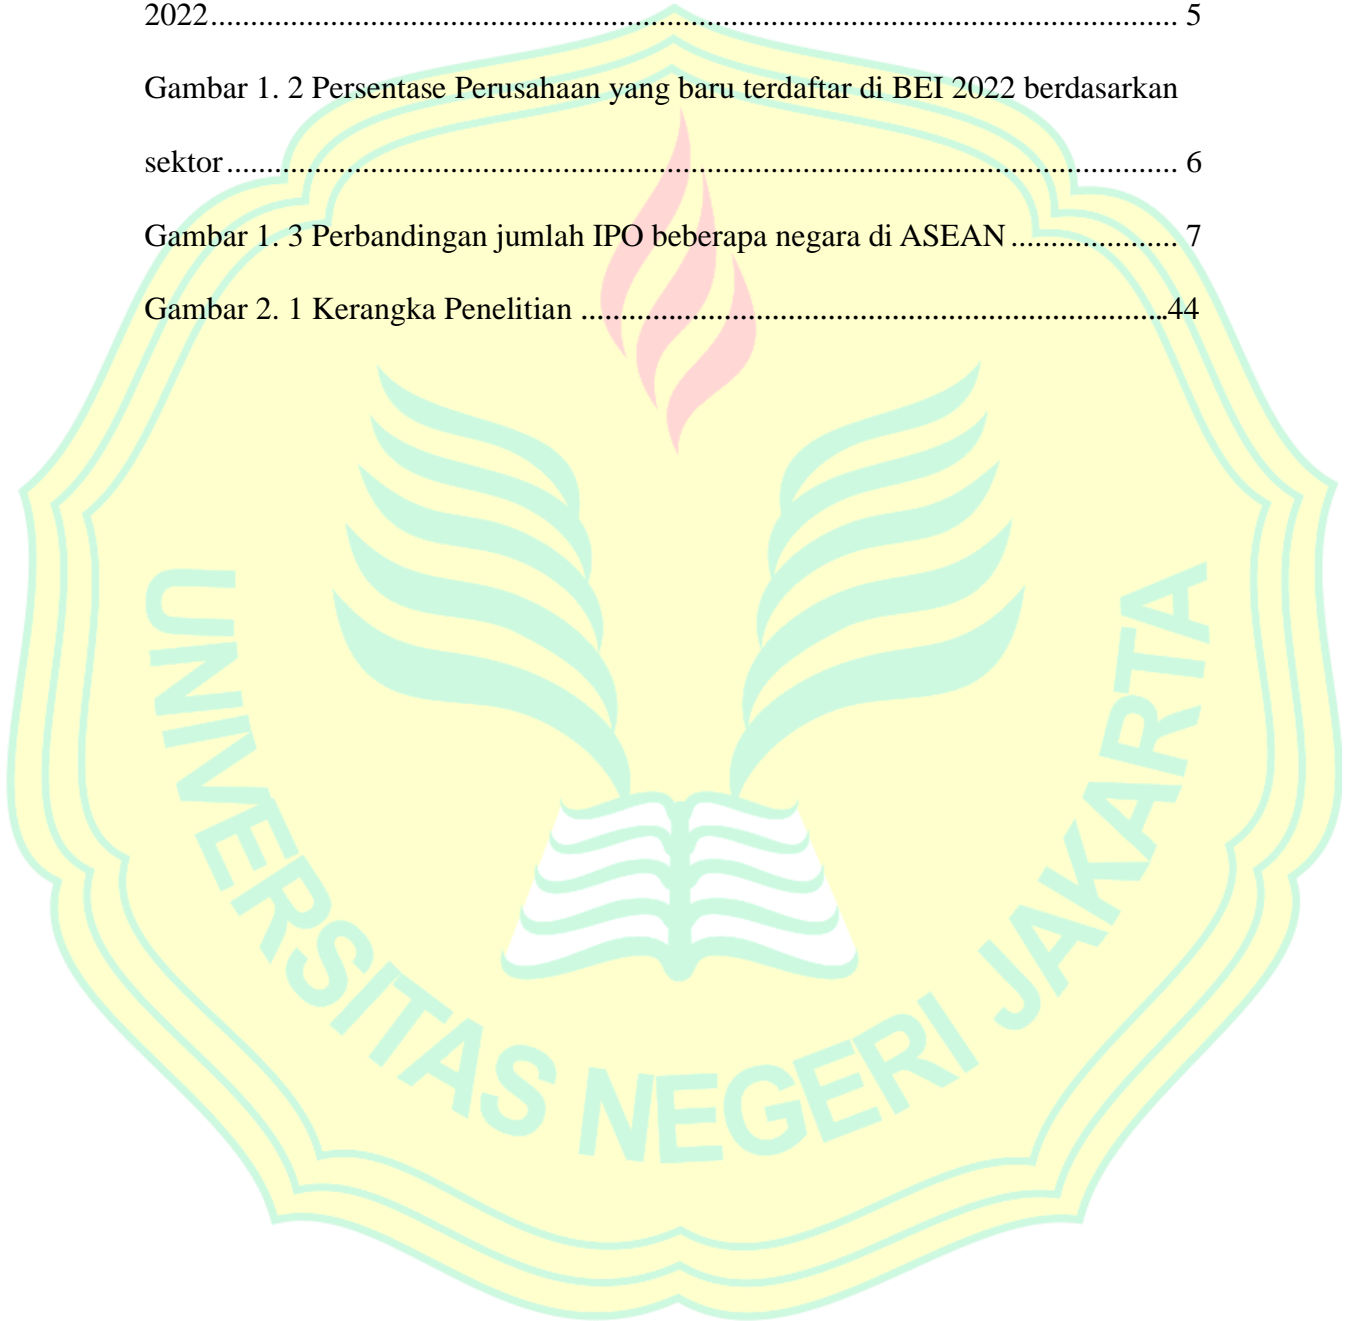 2022........................................................................................................................ 5
Gambar 1. 2 Persentase Perusahaan yang baru terdaftar di BEI 2022 berdasarkan
sektor...................................................................................................................... 6
Gambar 1. 3 Perbandingan jumlah IPO beberapa negara di ASEAN.................... 7
Gambar 2. 1 Kerangka Penelitian .........................................................................44
UNIVERSITAS NEGERI JAKARTA